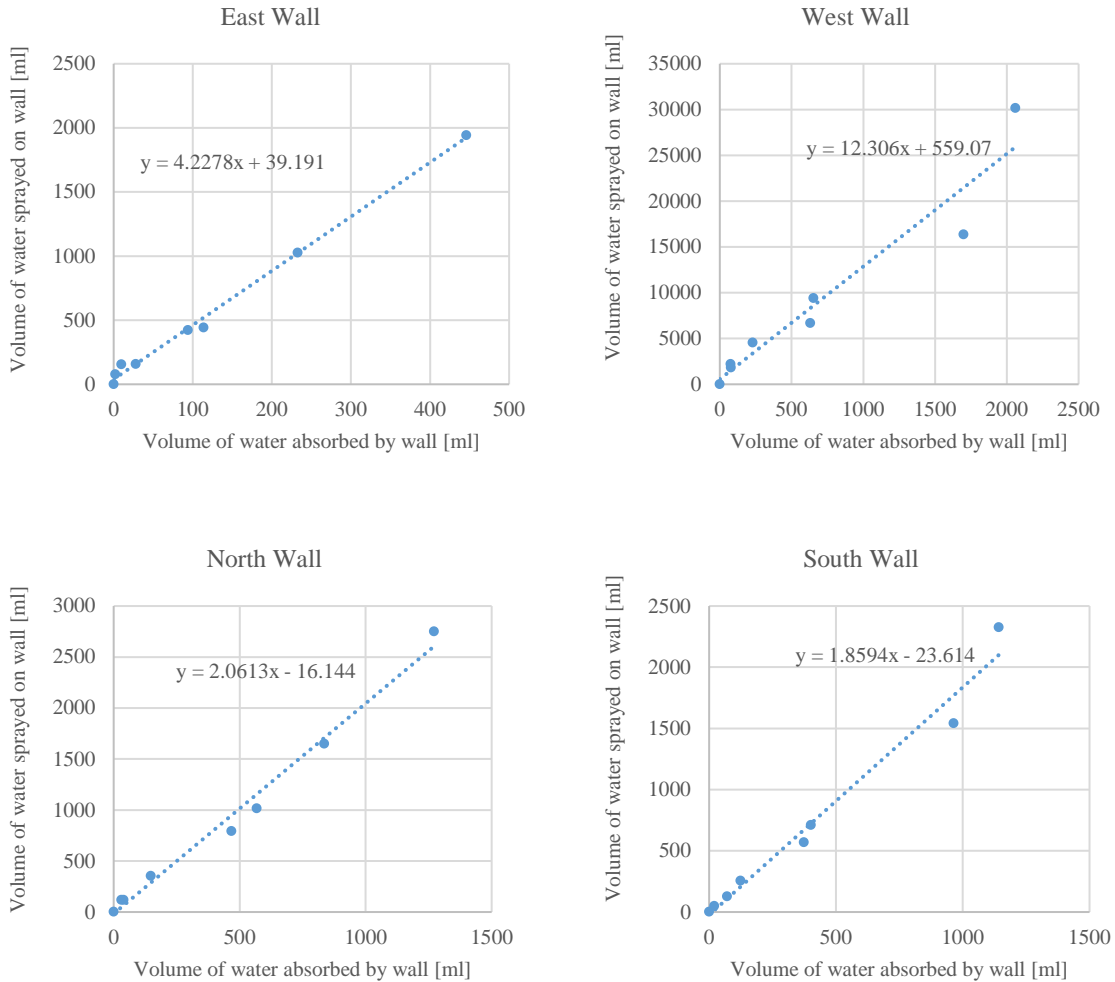 East Wall
Volume of water sprayed on wall [ml]
2500
2000
1500
1000
500
0
y = 4.2278x + 39.191
0 100 200 300 400 500
Volume of water absorbed by wall [ml]
West Wall
Volume of water sprayed on wall [ml]
35000
30000
25000
20000
15000
10000
5000
0
y = 12.306x + 559.07
0 500 1000 1500 2000 2500
Volume of water absorbed by wall [ml]
North Wall
Volume of water sprayed on wall [ml]
3000
2500
2000
1500
1000
500
0
y = 2.0613x - 16.144
0 500 1000 1500
Volume of water absorbed by wall [ml]
South Wall
Volume of water sprayed on wall [ml]
2500
2000
1500
1000
500
0
y = 1.8594x - 23.614
0 500 1000 1500
Volume of water absorbed by wall [ml]